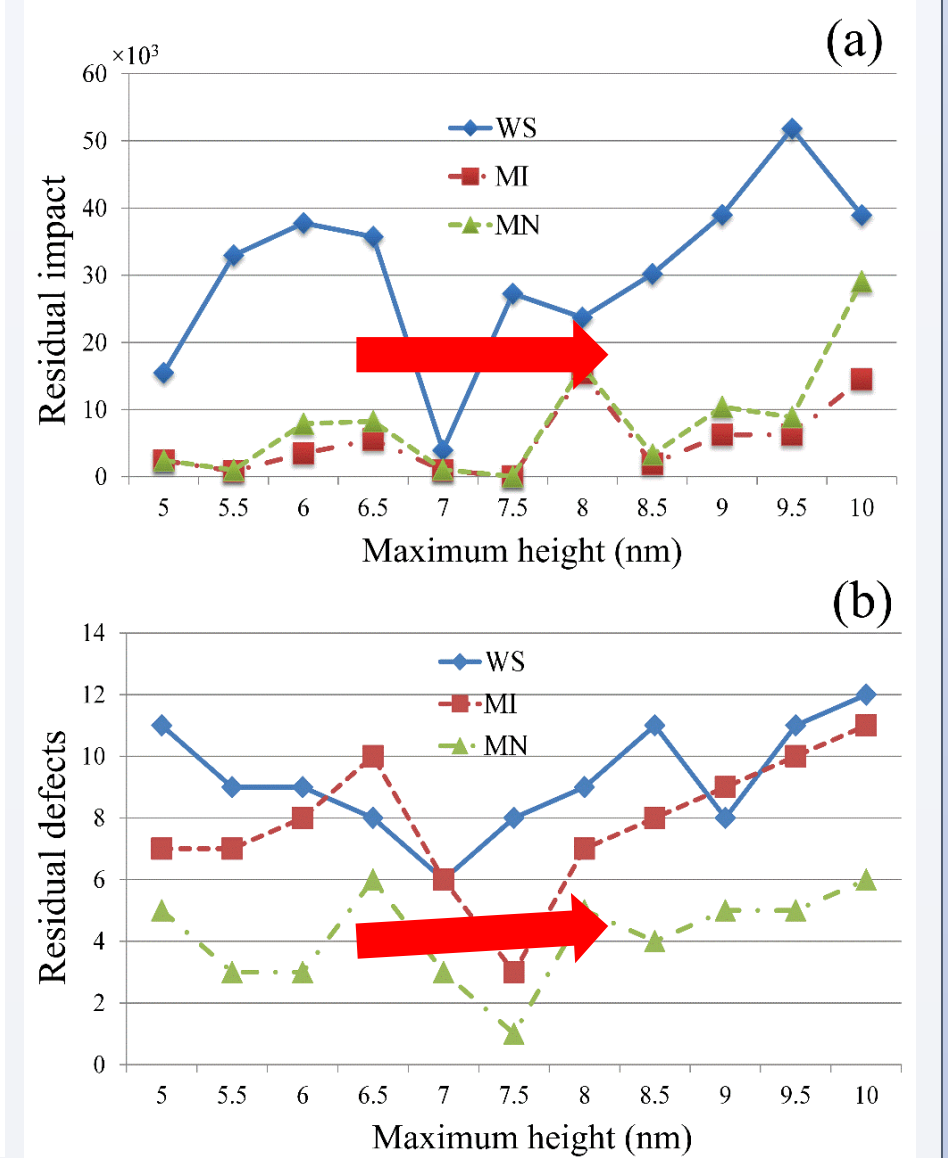 (a)
×10³
60
50
40
30
20
10
0
Residual impact
WS
MI
MN
5 5.5 6 6.5 7 7.5 8 8.5 9 9.5 10
Maximum height (nm)
(b)
14
12
10
8
6
4
2
0
Residual defects
WS
MI
MN
5 5.5 6 6.5 7 7.5 8 8.5 9 9.5 10
Maximum height (nm)